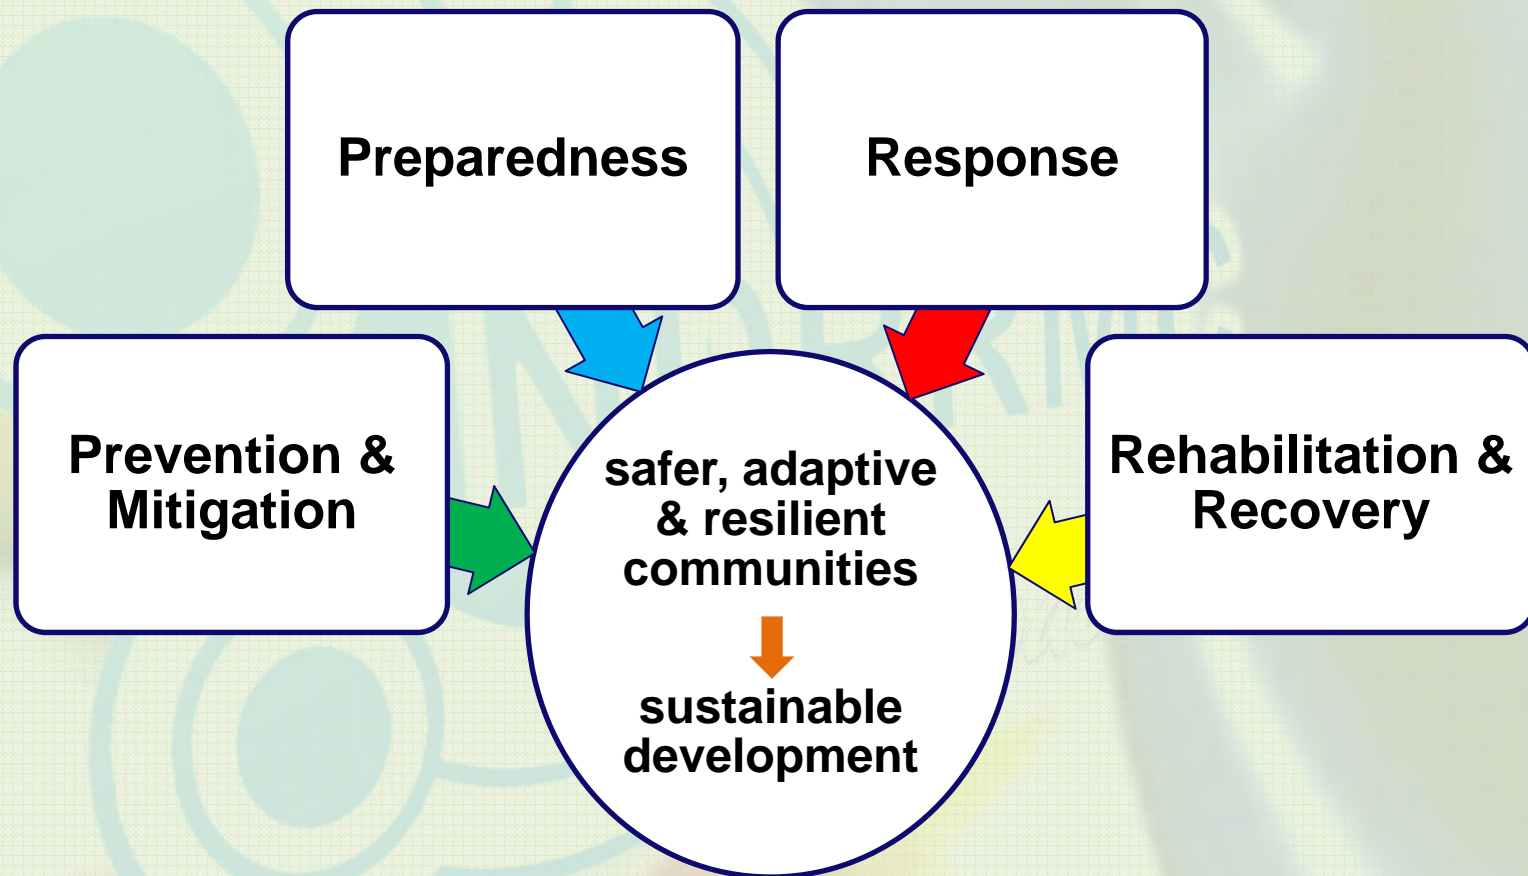 Preparedness
Response
Prevention &
Mitigation
Rehabilitation &
Recovery
safer, adaptive
& resilient
communities
sustainable
development